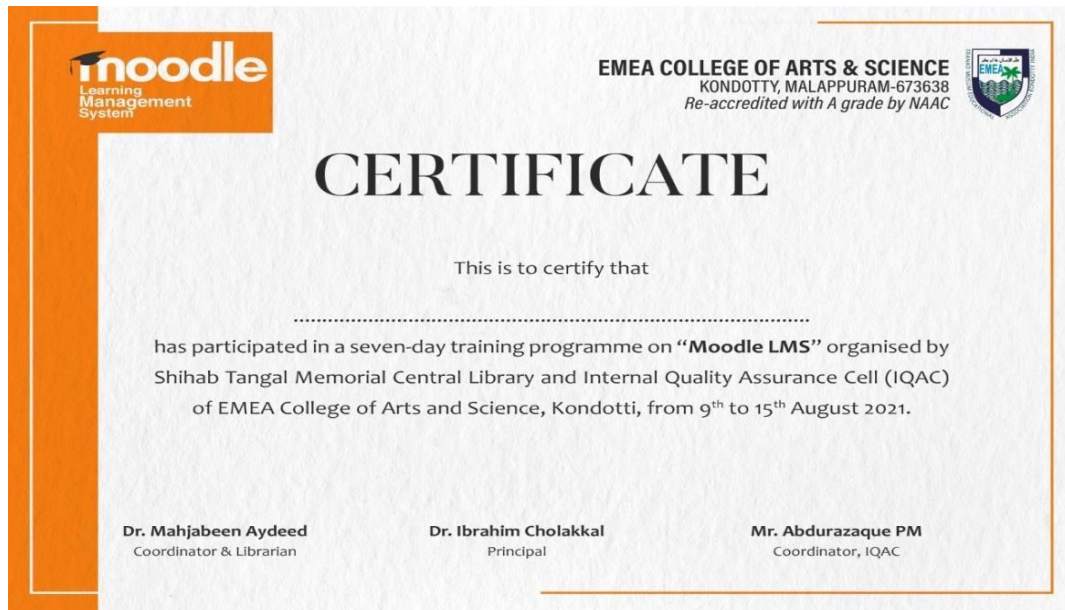 moodle
Learning
Management
System
EMEA COLLEGE OF ARTS & SCIENCE
KONDOTTY, MALAPPURAM-673638
Re-accredited with A grade by NAAC
EMEA
CERTIFICATE
This is to certify that
..........................................................................................
has participated in a seven-day training programme on “Moodle LMS” organised by
Shihab Tangal Memorial Central Library and Internal Quality Assurance Cell (IQAC)
of EMEA College of Arts and Science, Kondotti, from 9th to 15th August 2021.
Dr. Mahjabeen Aydeed
Coordinator & Librarian
Dr. Ibrahim Cholakkal
Principal
Mr. Abdurazaque PM
Coordinator, IQAC